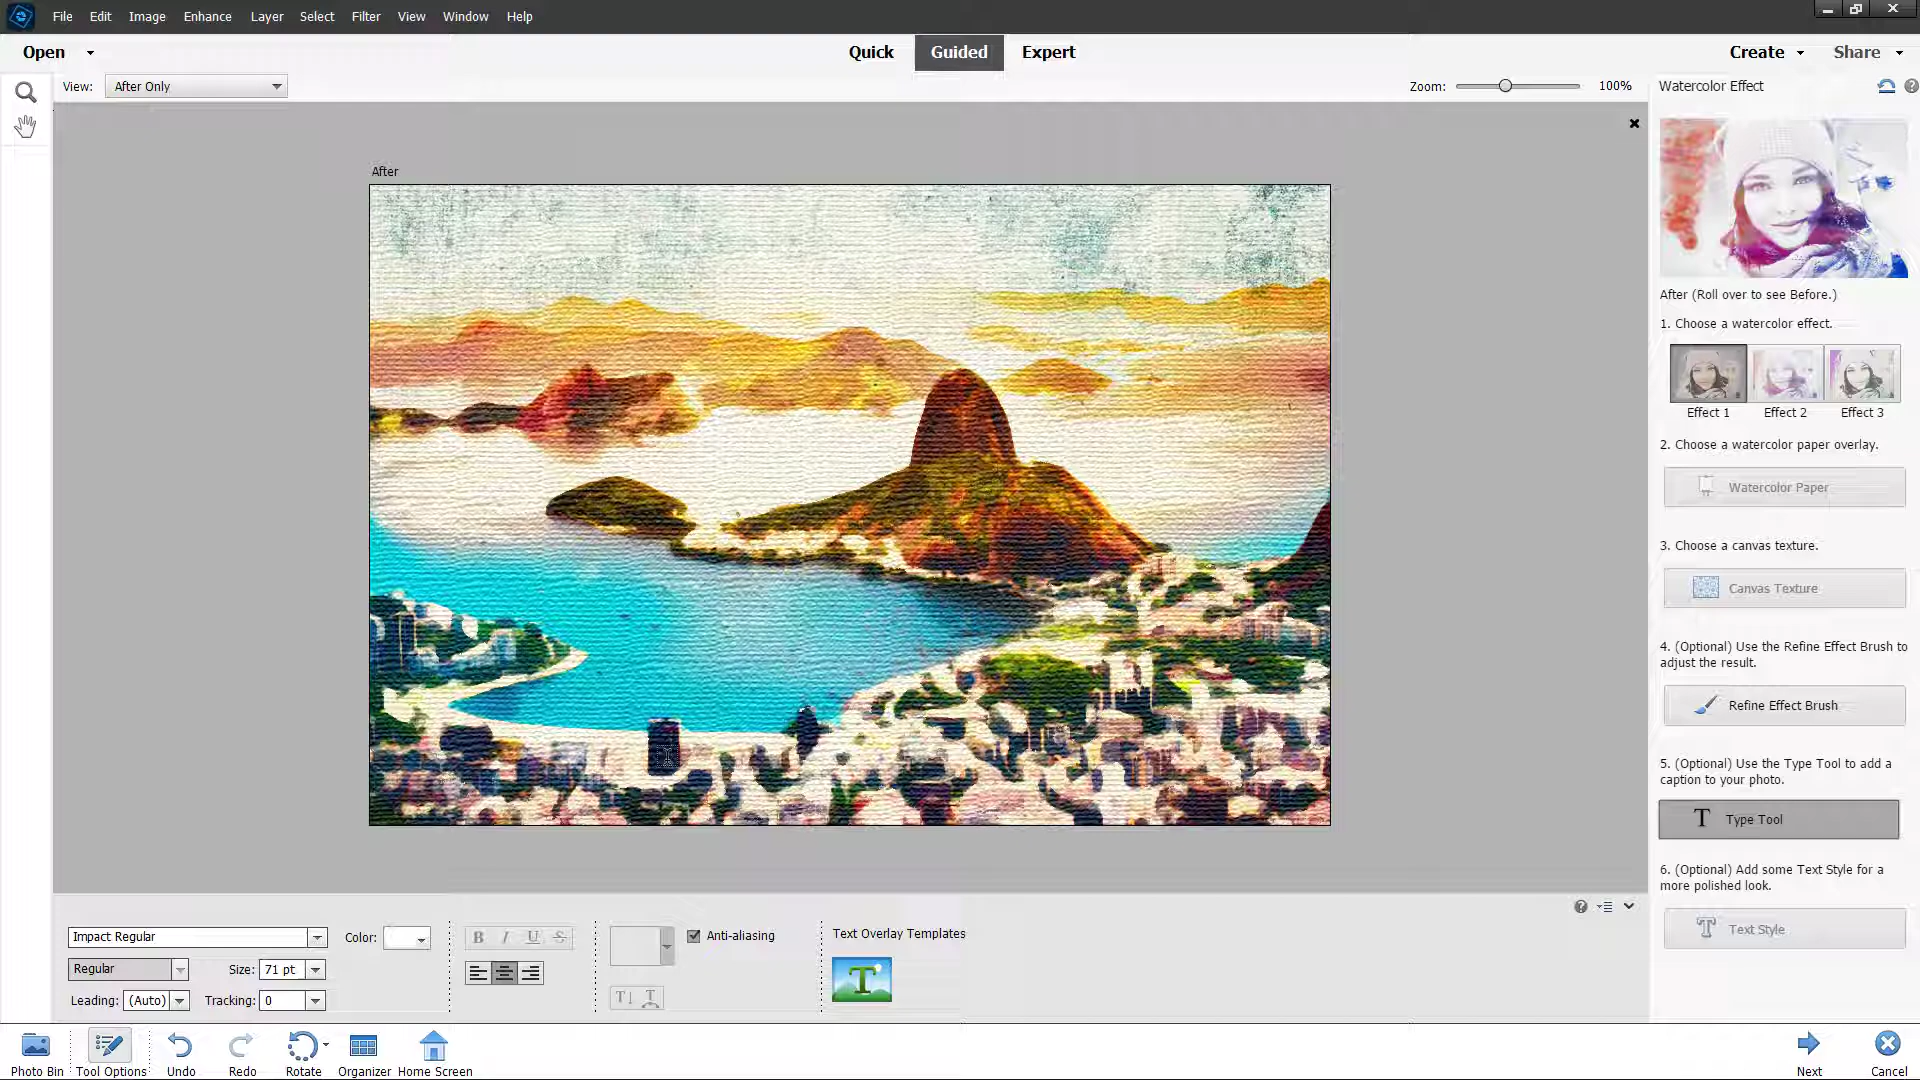 File Edit Image Enhance Layer Select Filter View Window Help
Open Quick Guided Expert Create Share
View: After Only Zoom: 100% Watercolor Effect
After
After (Roll over to see Before.)
1. Choose a watercolor effect.
Effect 1 Effect 2 Effect 3
2. Choose a watercolor paper overlay.
Watercolor Paper
3. Choose a canvas texture.
Canvas Texture
4. (Optional) Use the Refine Effect Brush to
adjust the result.
Refine Effect Brush
5. (Optional) Use the Type Tool to add a
caption to your photo.
T Type Tool
6. (Optional) Add some Text Style for a
more polished look.
Text Style
Impact Regular Color: B I U S Anti-aliasing Text Overlay Templates
Regular Size: 71 pt
Leading: (Auto) Tracking: 0
Photo Bin Tool Options Undo Redo Rotate Organizer Home Screen Next Cancel